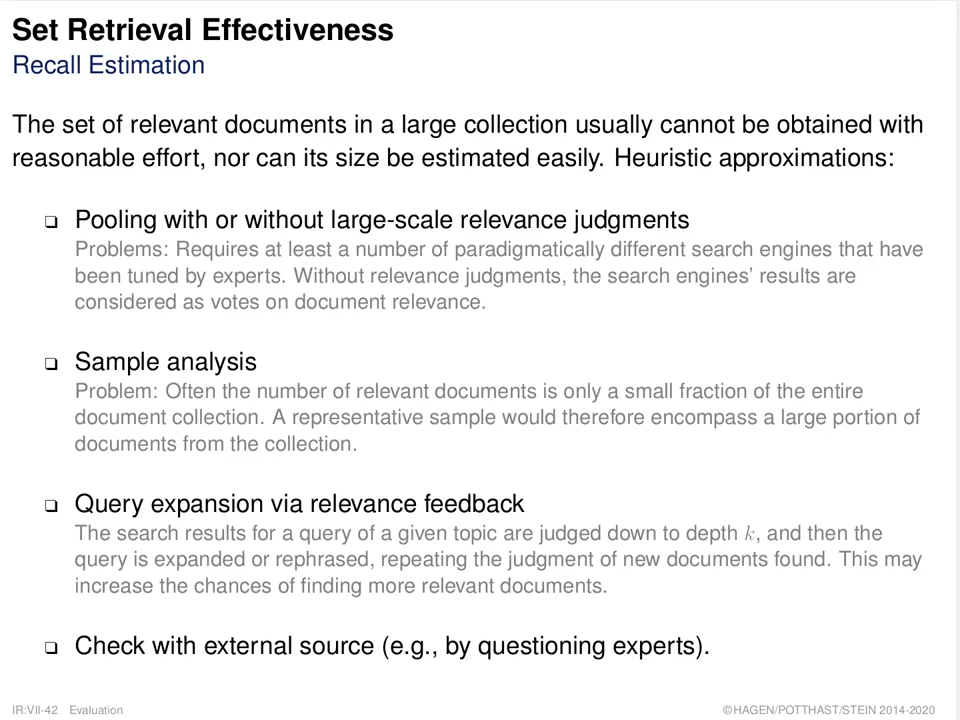 Set Retrieval Effectiveness
Recall Estimation
The set of relevant documents in a large collection usually cannot be obtained with
reasonable effort, nor can its size be estimated easily. Heuristic approximations:
❏ Pooling with or without large-scale relevance judgments
Problems: Requires at least a number of paradigmatically different search engines that have
been tuned by experts. Without relevance judgments, the search engines’ results are
considered as votes on document relevance.
❏ Sample analysis
Problem: Often the number of relevant documents is only a small fraction of the entire
document collection. A representative sample would therefore encompass a large portion of
documents from the collection.
❏ Query expansion via relevance feedback
The search results for a query of a given topic are judged down to depth k, and then the
query is expanded or rephrased, repeating the judgment of new documents found. This may
increase the chances of finding more relevant documents.
❏ Check with external source (e.g., by questioning experts).
IR:VII-42 Evaluation ©HAGEN/POTTHAST/STEIN 2014-2020